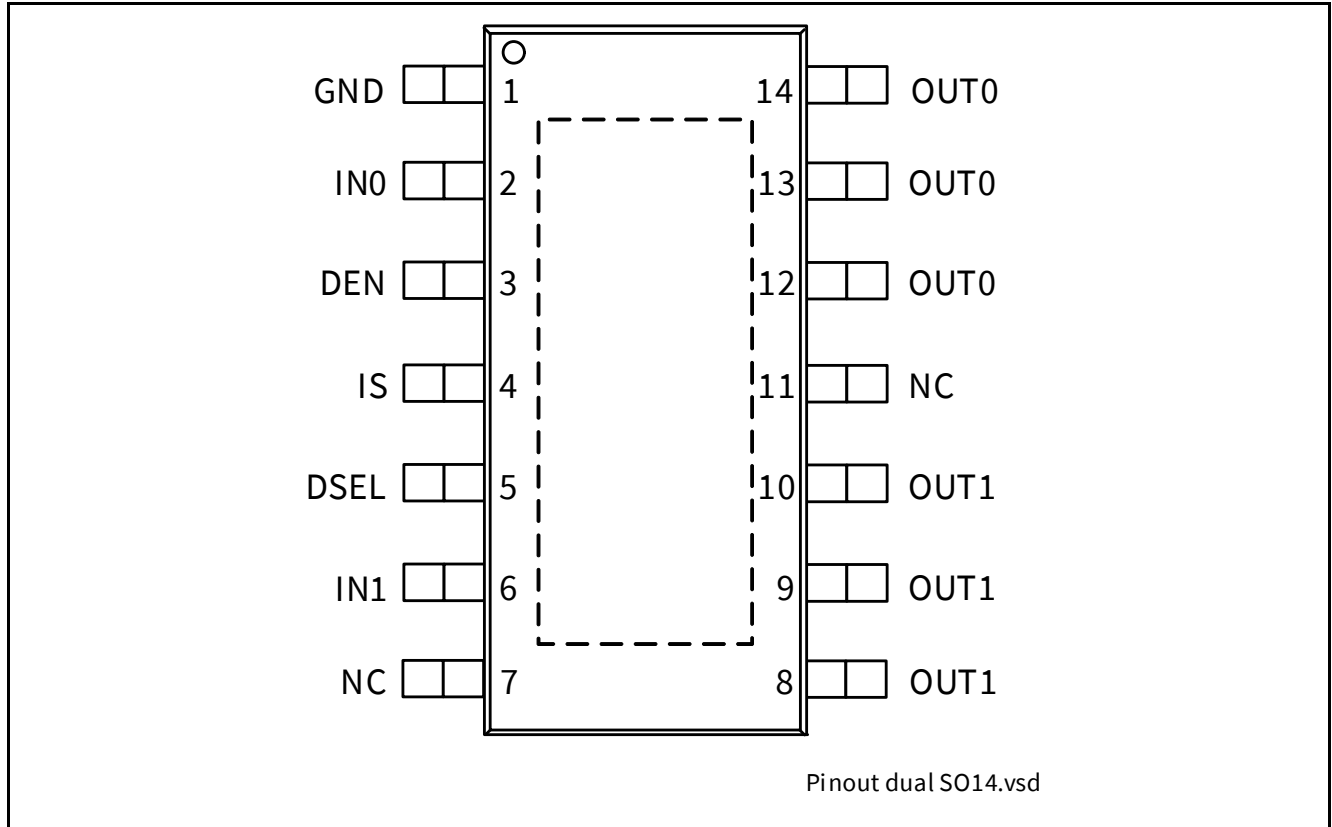 GND 1 14 OUT0
IN0 2 13 OUT0
DEN 3 12 OUT0
IS 4 11 NC
DSEL 5 10 OUT1
IN1 6 9 OUT1
NC 7 8 OUT1
Pinout dual SO14.vsd